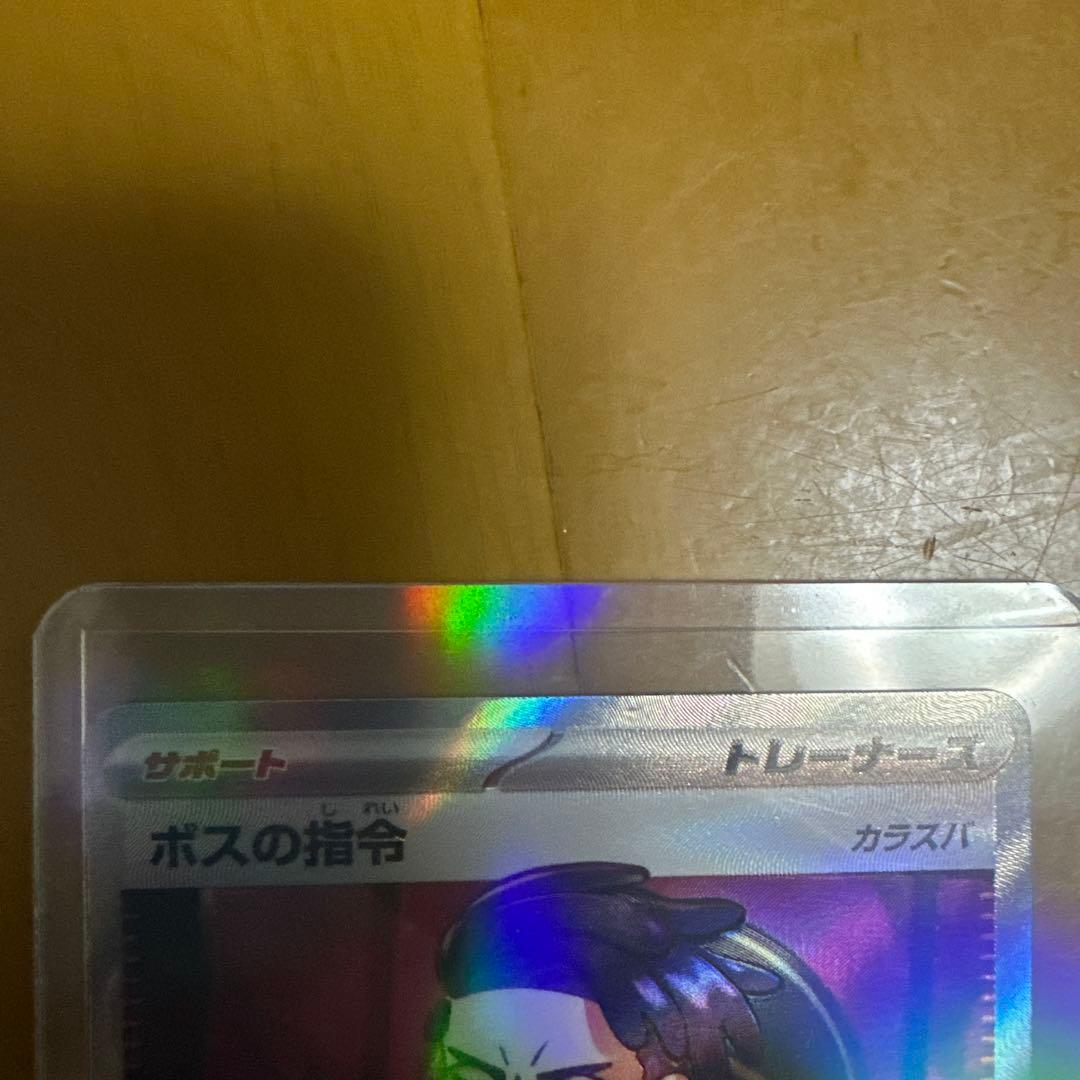 サポート
トレーナーズ
しれい
ボスの指令
カラスバ